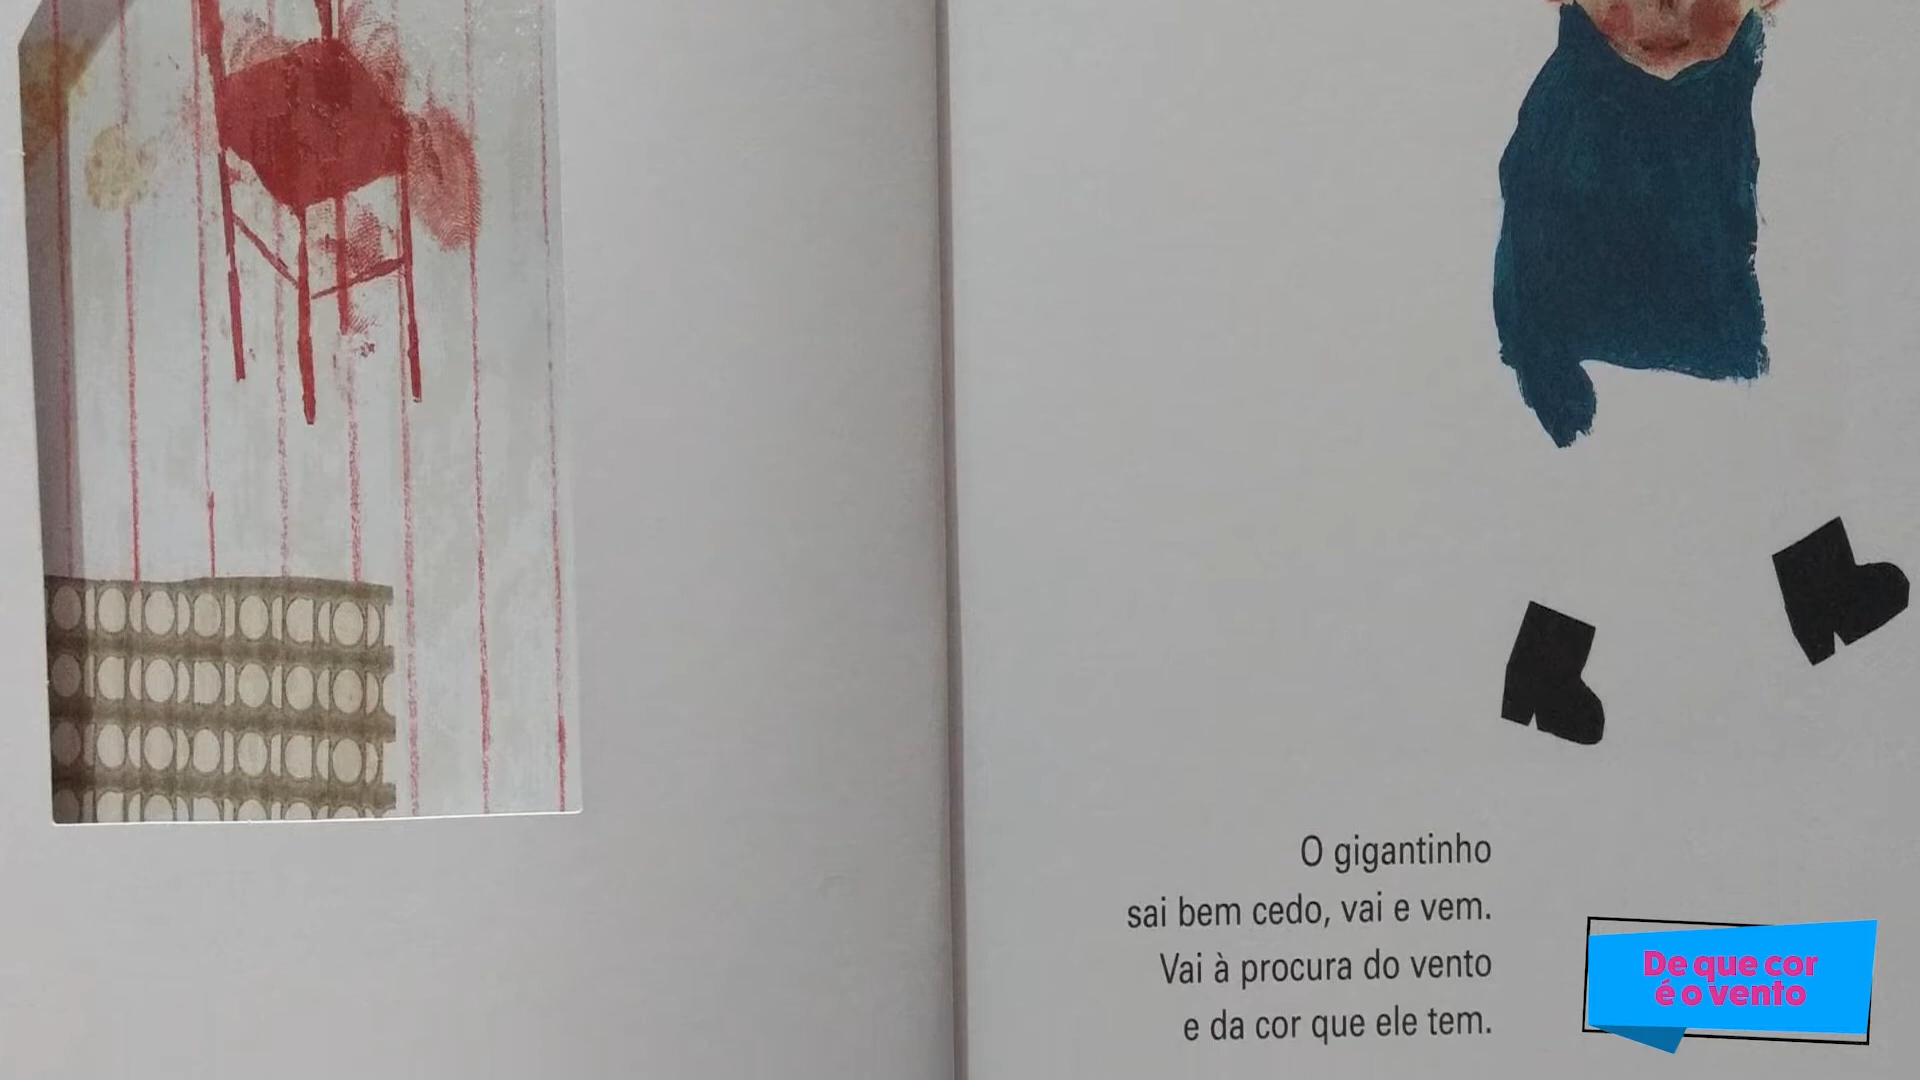 O gigantinho
sai bem cedo, vai e vem.
Vai à procura do vento
e da cor que ele tem.
De que cor
é o vento